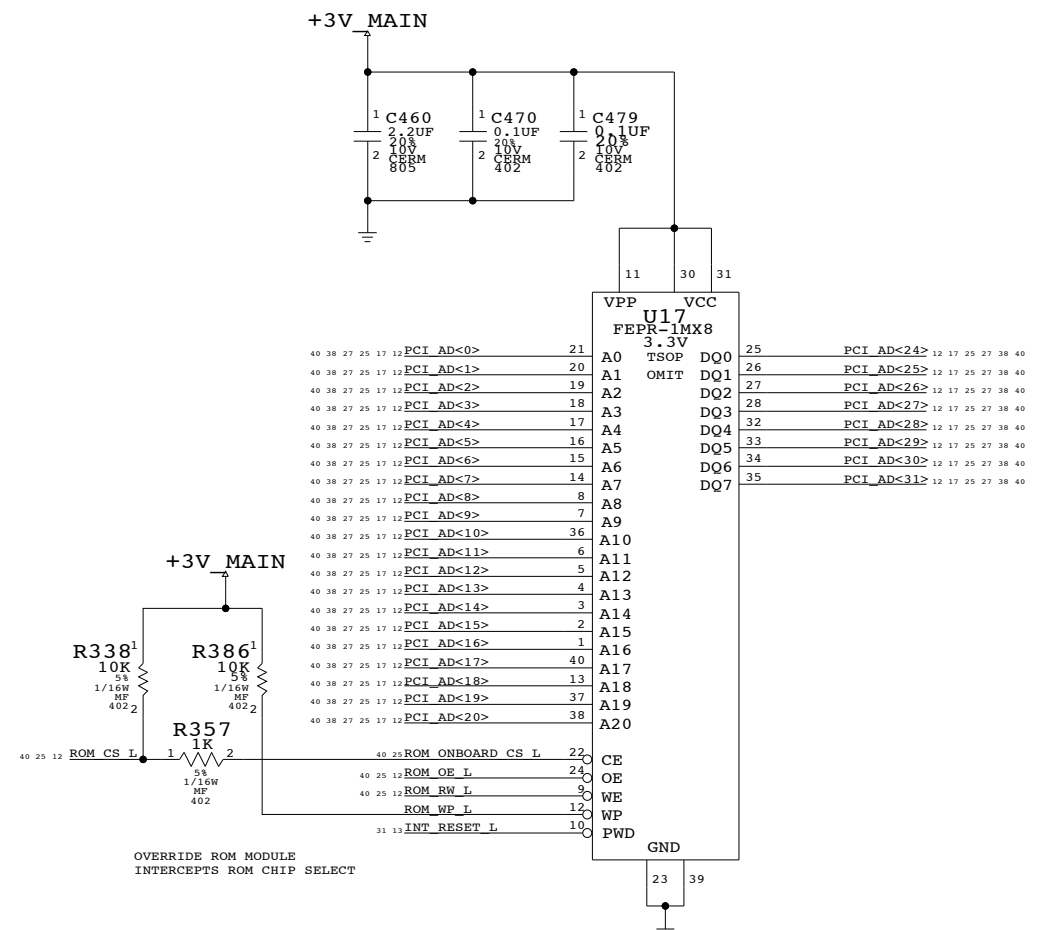 +3V_MAIN
1 C460
2.2UF
20%
10V
2 CERM
805
1 C470
0.1UF
20%
10V
2 CERM
402
1 C479
0.1UF
20%
10V
2 CERM
402
11 30 31
VPP VCC
U17
FEPR-1MX8
3.3V
TSOP
OMIT
40 38 27 25 17 12 PCI_AD<0> 21 A0 DQ0 25 PCI_AD<24> 12 17 25 27 38 40
40 38 27 25 17 12 PCI_AD<1> 20 A1 DQ1 26 PCI_AD<25> 12 17 25 27 38 40
40 38 27 25 17 12 PCI_AD<2> 19 A2 DQ2 27 PCI_AD<26> 12 17 25 27 38 40
40 38 27 25 17 12 PCI_AD<3> 18 A3 DQ3 28 PCI_AD<27> 12 17 25 27 38 40
40 38 27 25 17 12 PCI_AD<4> 17 A4 DQ4 32 PCI_AD<28> 12 17 25 27 38 40
40 38 27 25 17 12 PCI_AD<5> 16 A5 DQ5 33 PCI_AD<29> 12 17 25 27 38 40
40 38 27 25 17 12 PCI_AD<6> 15 A6 DQ6 34 PCI_AD<30> 12 17 25 27 38 40
40 38 27 25 17 12 PCI_AD<7> 14 A7 DQ7 35 PCI_AD<31> 12 17 25 27 38 40
40 38 27 25 17 12 PCI_AD<8> 8 A8
40 38 27 25 17 12 PCI_AD<9> 7 A9
40 38 27 25 17 12 PCI_AD<10> 36 A10
40 38 27 25 17 12 PCI_AD<11> 6 A11
40 38 27 25 17 12 PCI_AD<12> 5 A12
40 38 27 25 17 12 PCI_AD<13> 4 A13
40 38 27 25 17 12 PCI_AD<14> 3 A14
40 38 27 25 17 12 PCI_AD<15> 2 A15
40 38 27 25 17 12 PCI_AD<16> 1 A16
40 38 27 25 17 12 PCI_AD<17> 40 A17
40 38 27 25 17 12 PCI_AD<18> 13 A18
40 38 27 25 17 12 PCI_AD<19> 37 A19
40 38 27 25 17 12 PCI_AD<20> 38 A20
+3V_MAIN
R338 1
10K
5%
1/16W
MF
402 2
R386 1
10K
5%
1/16W
MF
402 2
R357
1K
40 25 12 ROM_CS_L 1 2
5%
1/16W
MF
402
40 25 ROM_ONBOARD_CS_L 22 CE
40 25 12 ROM_OE_L 24 OE
40 25 12 ROM_RW_L 9 WE
ROM_WP_L 12 WP
31 13 INT_RESET_L 10 PWD
GND
23 39
OVERRIDE ROM MODULE
INTERCEPTS ROM CHIP SELECT